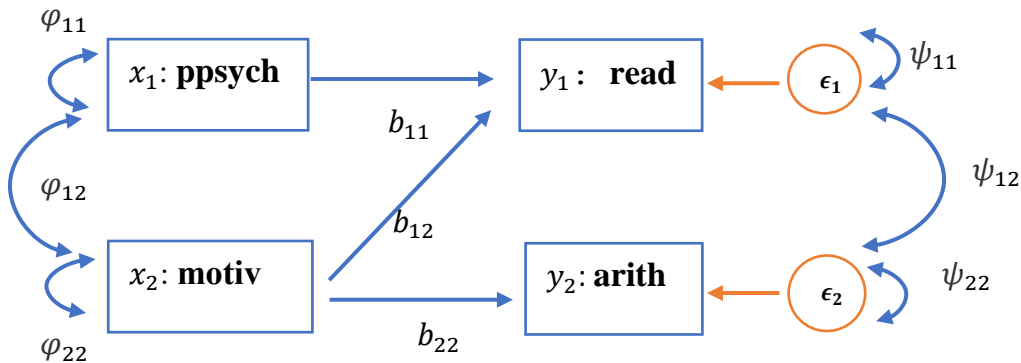 φ₁₁
x₁: ppsych
y₁: read
ϵ₁
ψ₁₁
b₁₁
φ₁₂
ψ₁₂
b₁₂
x₂: motiv
y₂: arith
ϵ₂
ψ₂₂
b₂₂
φ₂₂